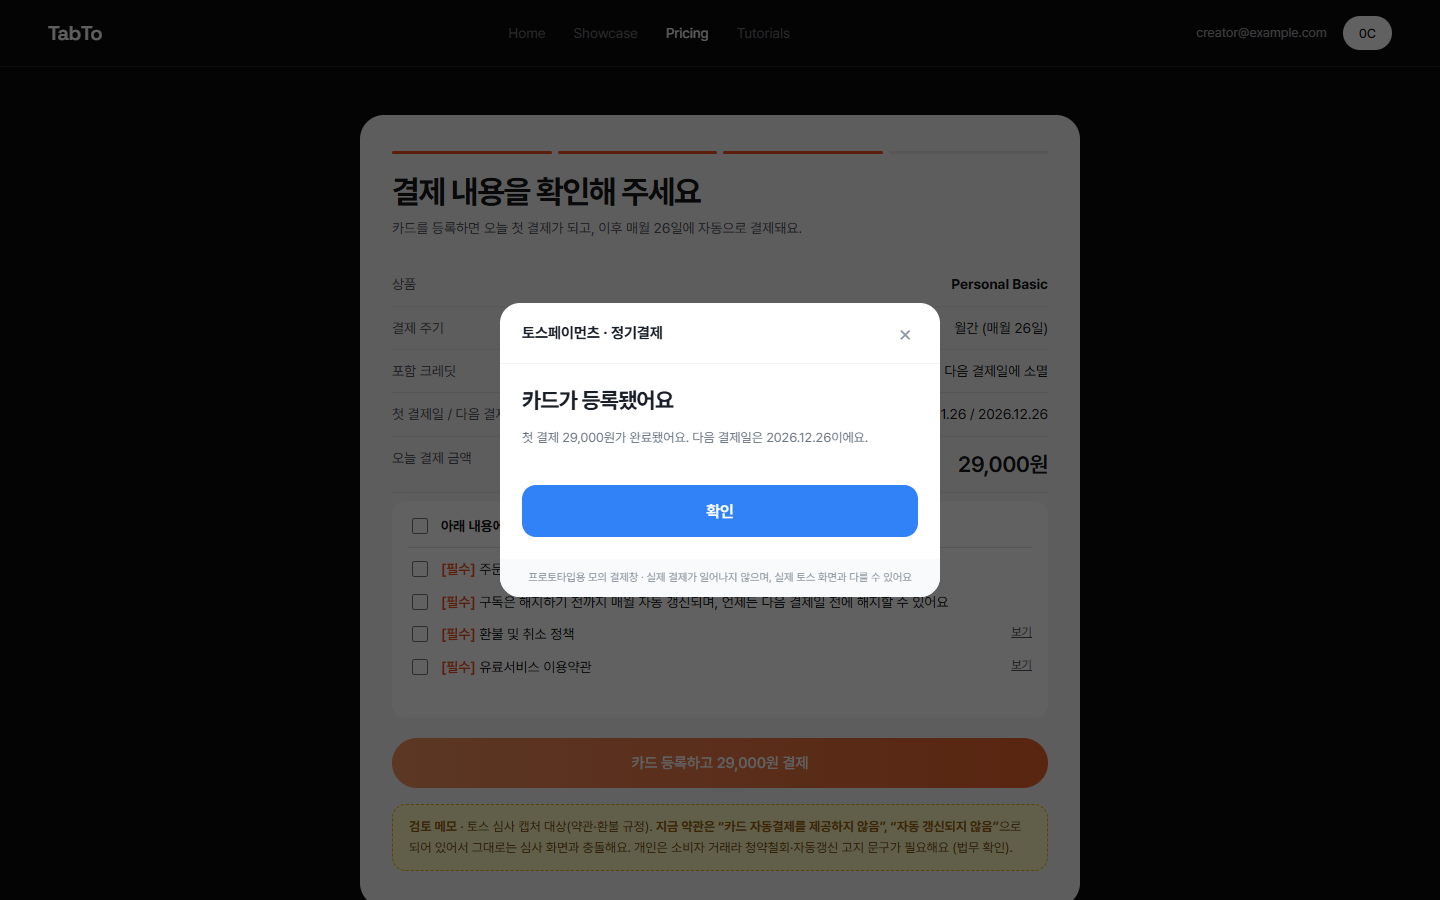 TabTo
Home Showcase Pricing Tutorials
creator@example.com 0C
결제 내용을 확인해 주세요
카드를 등록하면 오늘 첫 결제가 되고, 이후 매월 26일에 자동으로 결제돼요.
상품 Personal Basic
결제 주기 월간 (매월 26일)
포함 크레딧 다음 결제일에 소멸
첫 결제일 / 다음 1.26 / 2026.12.26
오늘 결제 금액 29,000원
토스페이먼츠 · 정기결제 ×
카드가 등록됐어요
첫 결제 29,000원가 완료됐어요. 다음 결제일은 2026.12.26이에요.
확인
프로토타입용 모의 결제창 · 실제 결제가 일어나지 않으며, 실제 토스 화면과 다를 수 있어요
아래
[필수]
[필수] 구독은 해지하기 전까지 매월 자동 갱신되며, 언제든 다음 결제일 전에 해지할 수 있어요
[필수] 환불 및 취소 정책 보기
[필수] 유료서비스 이용약관 보기
카드 등록하고 29,000원 결제
검토 메모 · 토스 심사 캡처 대상(약관·환불 규정). 지금 약관은 “카드 자동결제를 제공하지 않음”, “자동 갱신되지 않음”으로
되어 있어서 그대로는 심사 화면과 충돌해요. 개인은 소비자 거래라 청약철회·자동갱신 고지 문구가 필요해요 (법무 확인).